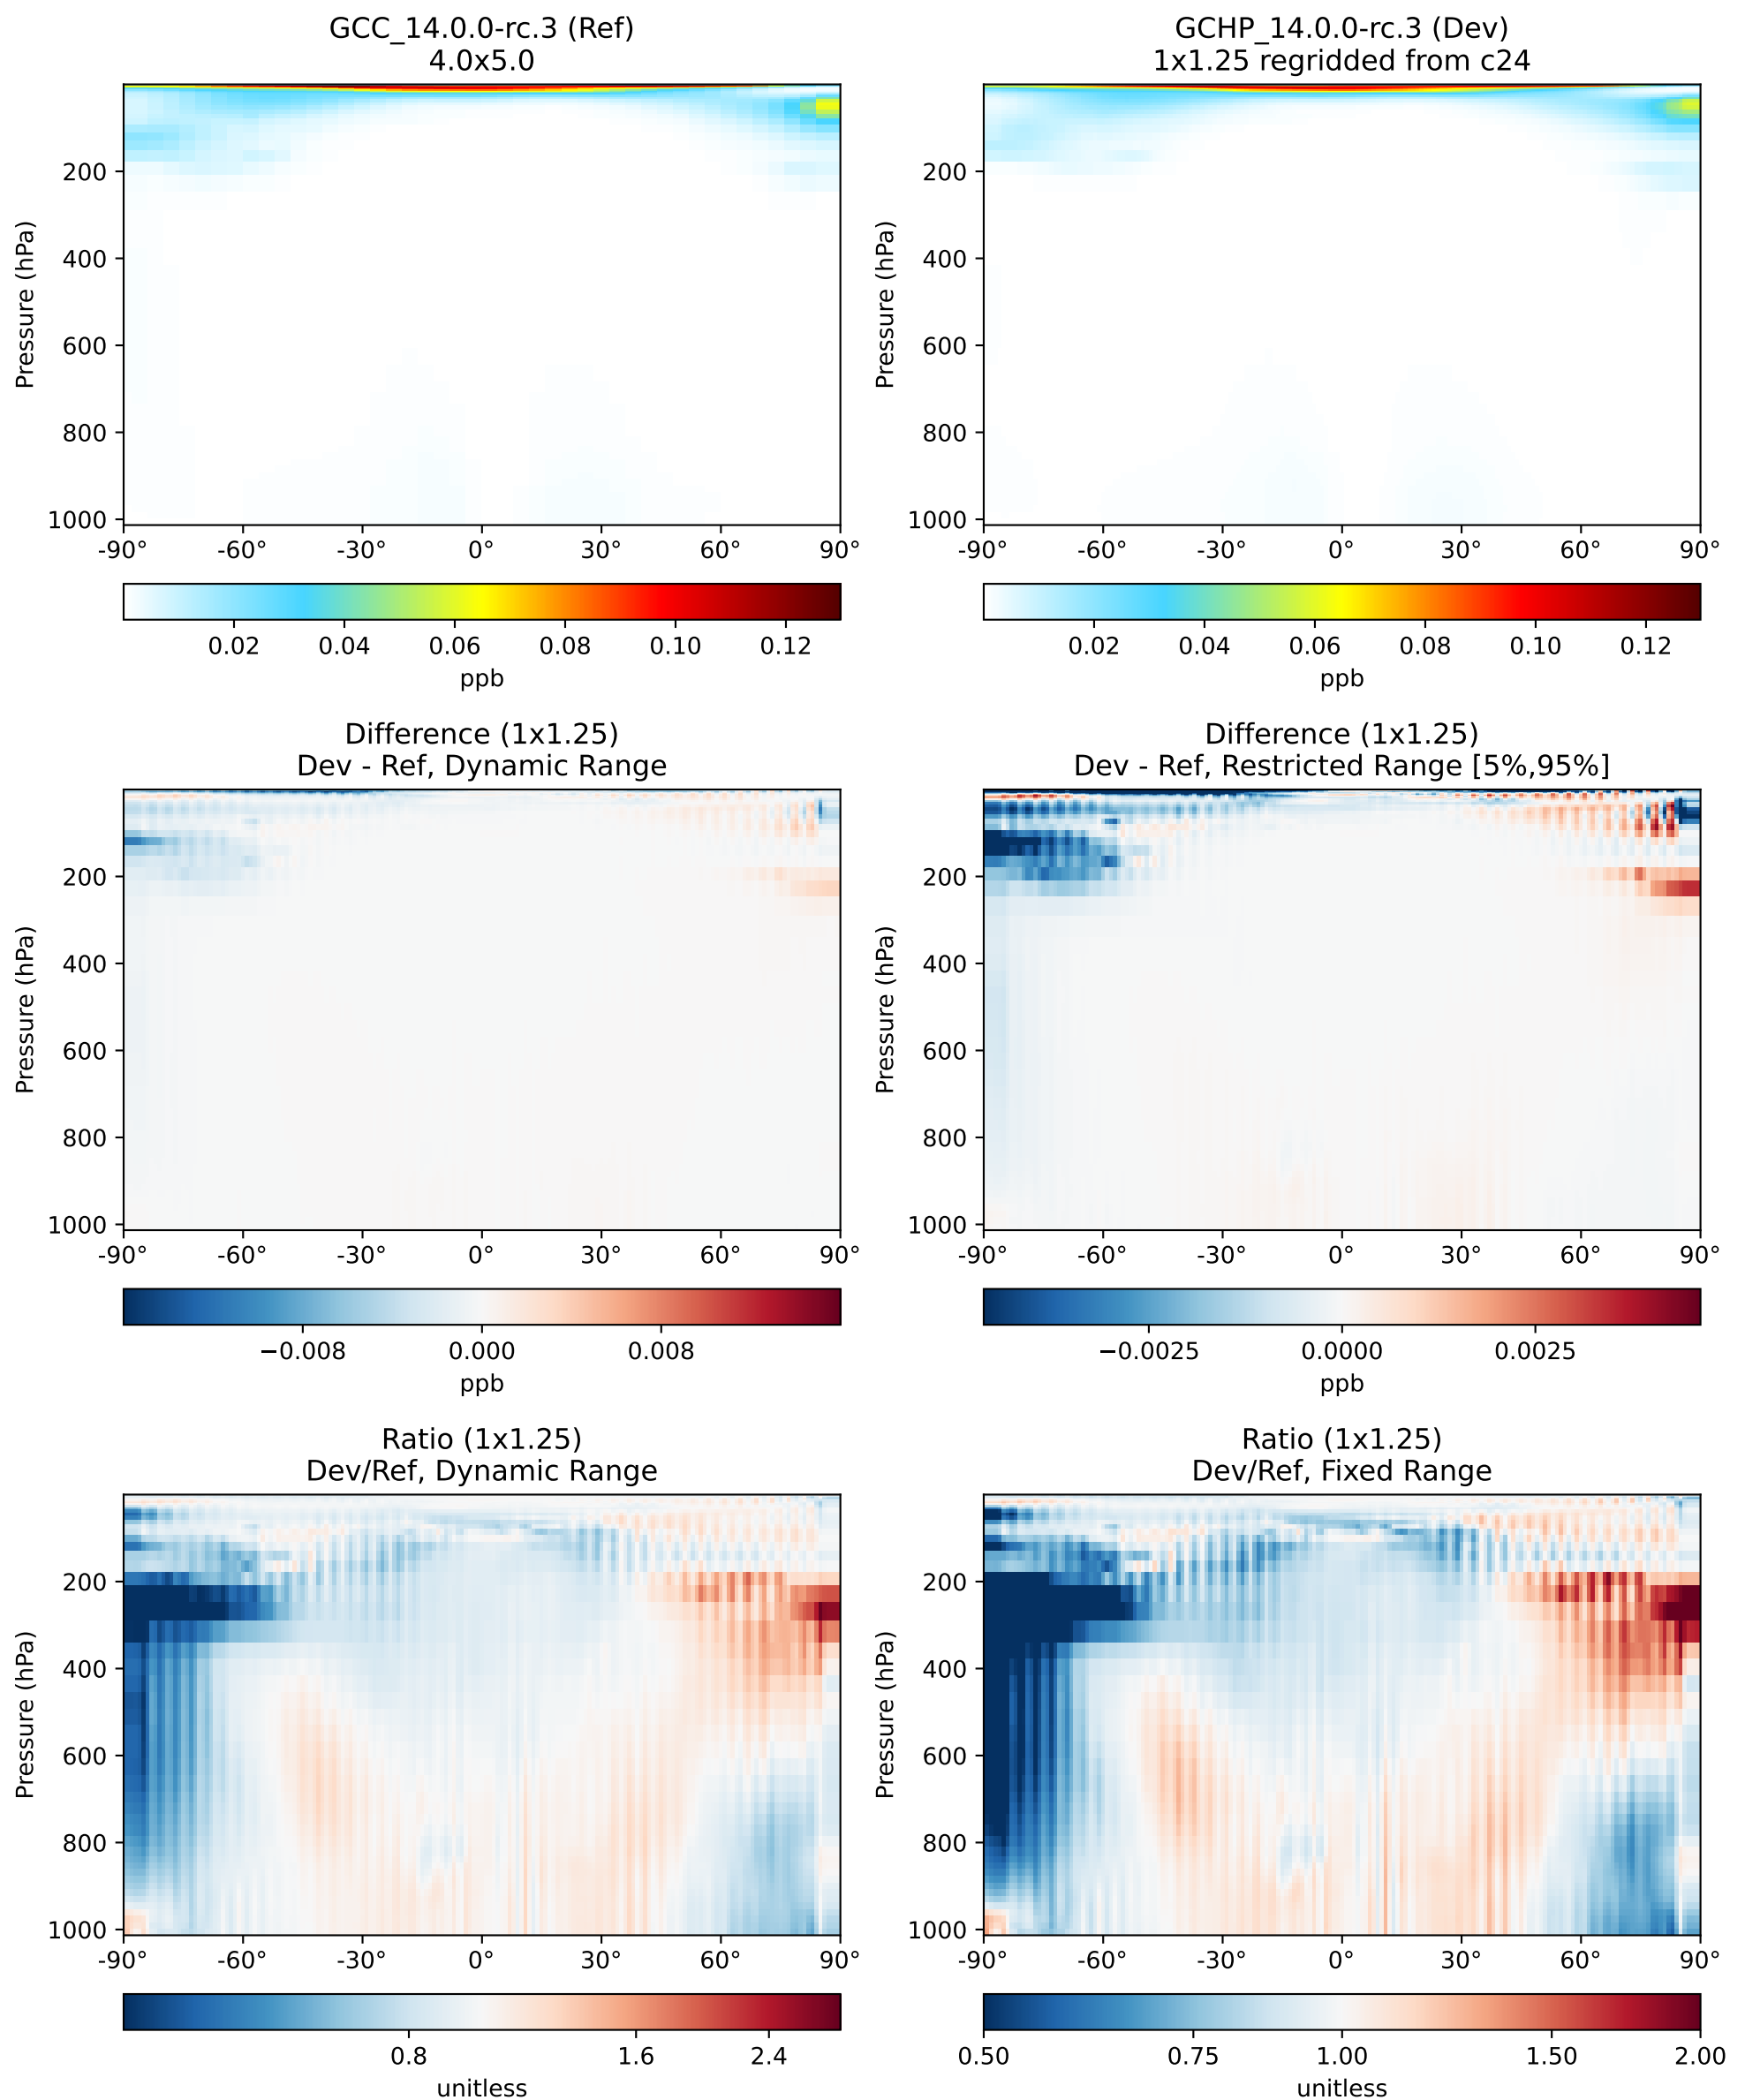 GCC_14.0.0-rc.3 (Ref)
4.0x5.0
GCHP_14.0.0-rc.3 (Dev)
1x1.25 regridded from c24
Pressure (hPa)
200
400
600
800
1000
-90° -60° -30° 0° 30° 60° 90°
0.02 0.04 0.06 0.08 0.10 0.12
ppb
Pressure (hPa)
200
400
600
800
1000
-90° -60° -30° 0° 30° 60° 90°
0.02 0.04 0.06 0.08 0.10 0.12
ppb
Difference (1x1.25)
Dev - Ref, Dynamic Range
Difference (1x1.25)
Dev - Ref, Restricted Range [5%,95%]
Pressure (hPa)
200
400
600
800
1000
-90° -60° -30° 0° 30° 60° 90°
−0.008 0.000 0.008
ppb
Pressure (hPa)
200
400
600
800
1000
-90° -60° -30° 0° 30° 60° 90°
−0.0025 0.0000 0.0025
ppb
Ratio (1x1.25)
Dev/Ref, Dynamic Range
Ratio (1x1.25)
Dev/Ref, Fixed Range
Pressure (hPa)
200
400
600
800
1000
-90° -60° -30° 0° 30° 60° 90°
0.8 1.6 2.4
unitless
Pressure (hPa)
200
400
600
800
1000
-90° -60° -30° 0° 30° 60° 90°
0.50 0.75 1.00 1.50 2.00
unitless